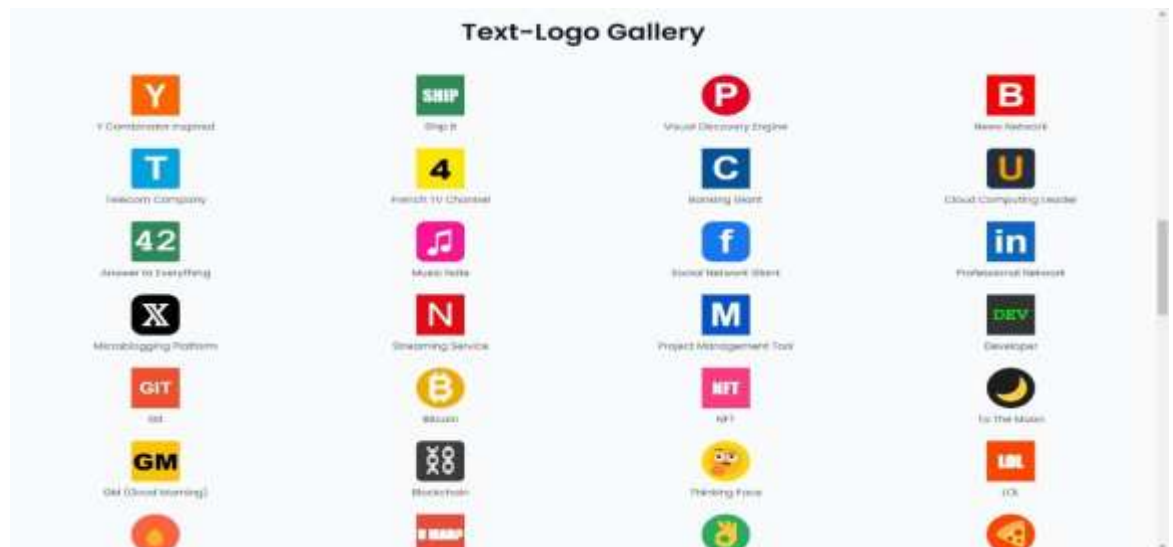 Text-Logo Gallery
Y SHIP P B
Y Combinator Inspired Ship It Visual Discovery Engine News Network
T 4 C U
Telecom Company French TV Channel Banking Giant Cloud Computing Leader
42 f in
Answer to Everything Music Note Social Network Giant Professional Network
X N M DEV
Microblogging Platform Streaming Service Project Management Tool Developer
GIT NFT
Git Bitcoin NFT To The Moon
GM LOL
GM (Good Morning) Blockchain Thinking Face LOL